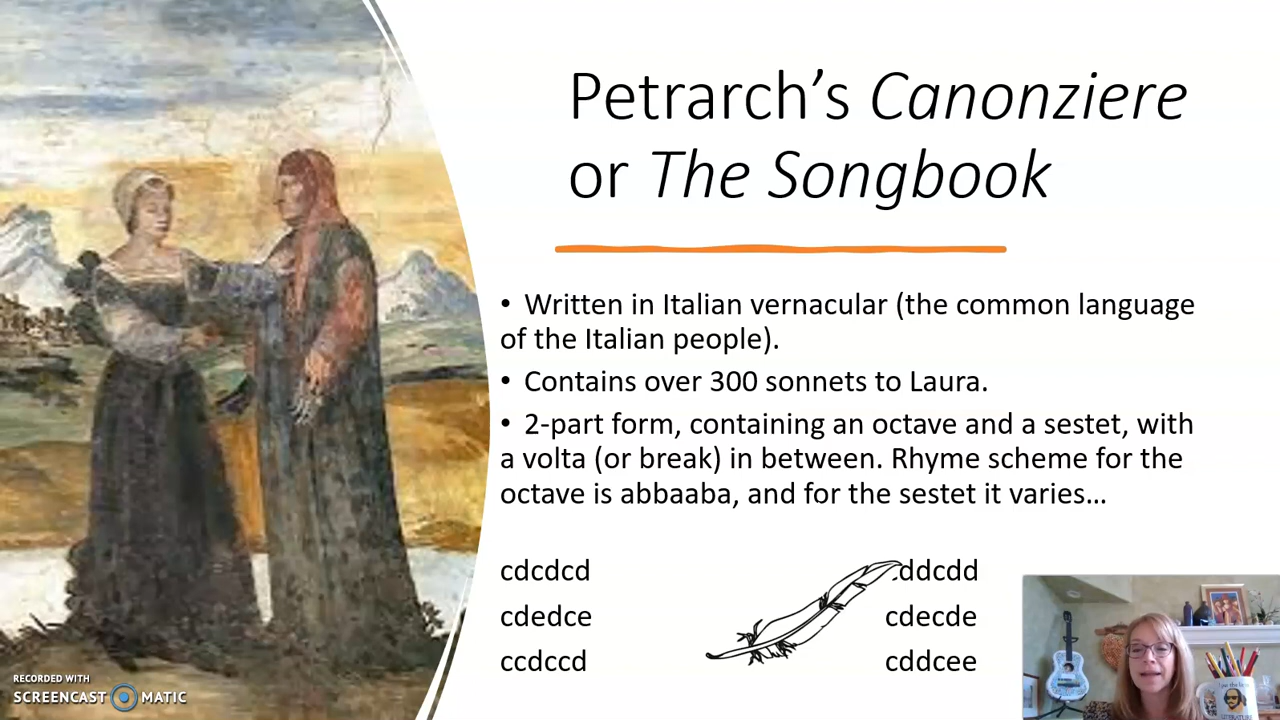 Petrarch’s Canonziere
or The Songbook
• Written in Italian vernacular (the common language
of the Italian people).
• Contains over 300 sonnets to Laura.
• 2-part form, containing an octave and a sestet, with
a volta (or break) in between. Rhyme scheme for the
octave is abbaaba, and for the sestet it varies…
cdcdcd
cdedce
ccdccd
ddcdd
cdecde
cddcee
RECORDED WITH
SCREENCAST MATIC